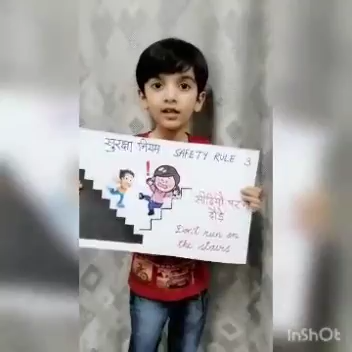 सुरक्षा नियम SAFETY RULE 3
!
सीढ़ियों पर न
दौड़े
Don't run on
the stairs
InShOt